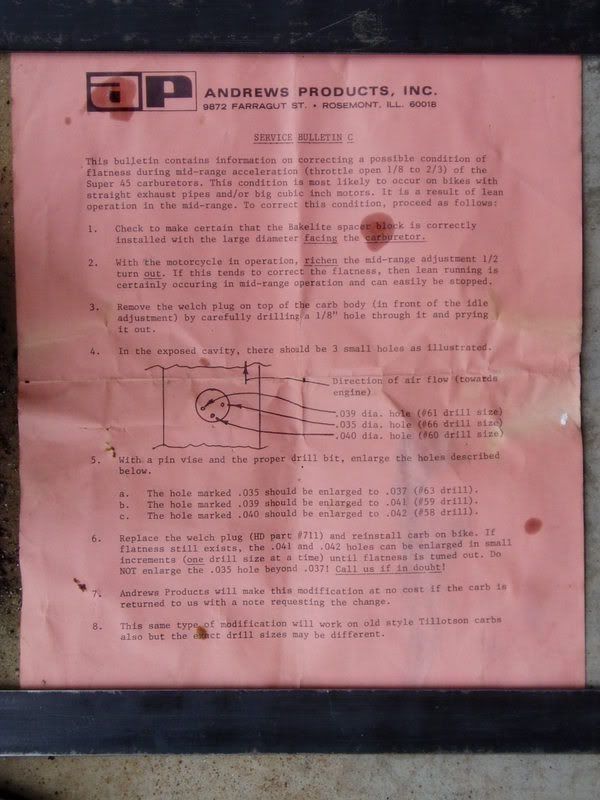 ap
ANDREWS PRODUCTS, INC.
9872 FARRAGUT ST. • ROSEMONT, ILL. 60018
SERVICE BULLETIN C
This bulletin contains information on correcting a possible condition of
flatness during mid-range acceleration (throttle open 1/8 to 2/3) of the
Super 45 carburetors. This condition is most likely to occur on bikes with
straight exhaust pipes and/or big cubic inch motors. It is a result of lean
operation in the mid-range. To correct this condition, proceed as follows:
1. Check to make certain that the Bakelite spacer block is correctly
installed with the large diameter facing the carburetor.
2. With the motorcycle in operation, richen the mid-range adjustment 1/2
turn out. If this tends to correct the flatness, then lean running is
certainly occuring in mid-range operation and can easily be stopped.
3. Remove the welch plug on top of the carb body (in front of the idle
adjustment) by carefully drilling a 1/8" hole through it and prying
it out.
4. In the exposed cavity, there should be 3 small holes as illustrated.
Direction of air flow (towards
engine)
.039 dia. hole (#61 drill size)
.035 dia. hole (#66 drill size)
.040 dia. hole (#60 drill size)
5. With a pin vise and the proper drill bit, enlarge the holes described
below.
a. The hole marked .035 should be enlarged to .037 (#63 drill).
b. The hole marked .039 should be enlarged to .041 (#59 drill).
c. The hole marked .040 should be enlarged to .042 (#58 drill).
6. Replace the welch plug (HD part #711) and reinstall carb on bike. If
flatness still exists, the .041 and .042 holes can be enlarged in small
increments (one drill size at a time) until flatness is tuned out. Do
NOT enlarge the .035 hole beyond .037! Call us if in doubt!
7. Andrews Products will make this modification at no cost if the carb is
returned to us with a note requesting the change.
8. This same type of modification will work on old style Tillotson carbs
also but the exact drill sizes may be different.